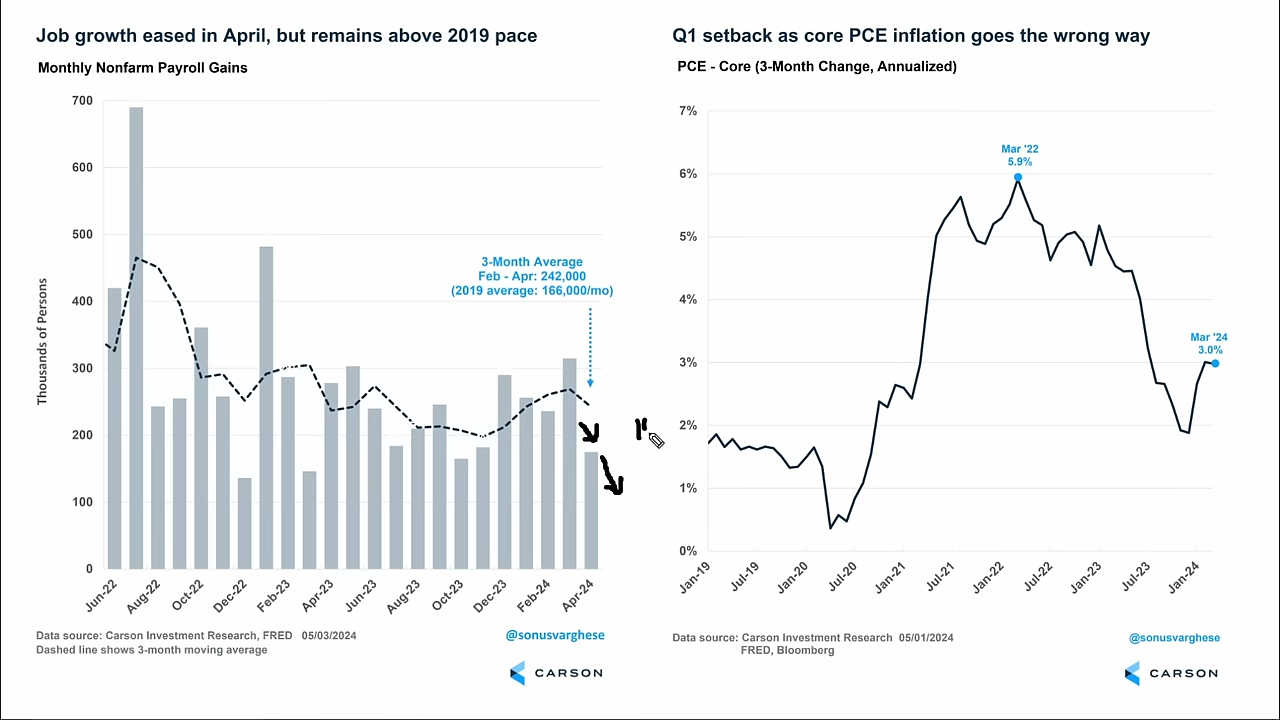 Job growth eased in April, but remains above 2019 pace
Monthly Nonfarm Payroll Gains
Thousands of Persons
700
600
500
400
300
200
100
0
3-Month Average
Feb - Apr: 242,000
(2019 average: 166,000/mo)
Jun-22
Aug-22
Oct-22
Dec-22
Feb-23
Apr-23
Jun-23
Aug-23
Oct-23
Dec-23
Feb-24
Apr-24
Data source: Carson Investment Research, FRED 05/03/2024
Dashed line shows 3-month moving average
@sonusvarghese
CARSON
Q1 setback as core PCE inflation goes the wrong way
PCE - Core (3-Month Change, Annualized)
7%
6%
5%
4%
3%
2%
1%
0%
Mar '22
5.9%
Mar '24
3.0%
Jan-19
Jul-19
Jan-20
Jul-20
Jan-21
Jul-21
Jan-22
Jul-22
Jan-23
Jul-23
Jan-24
Data source: Carson Investment Research 05/01/2024
FRED, Bloomberg
@sonusvarghese
CARSON